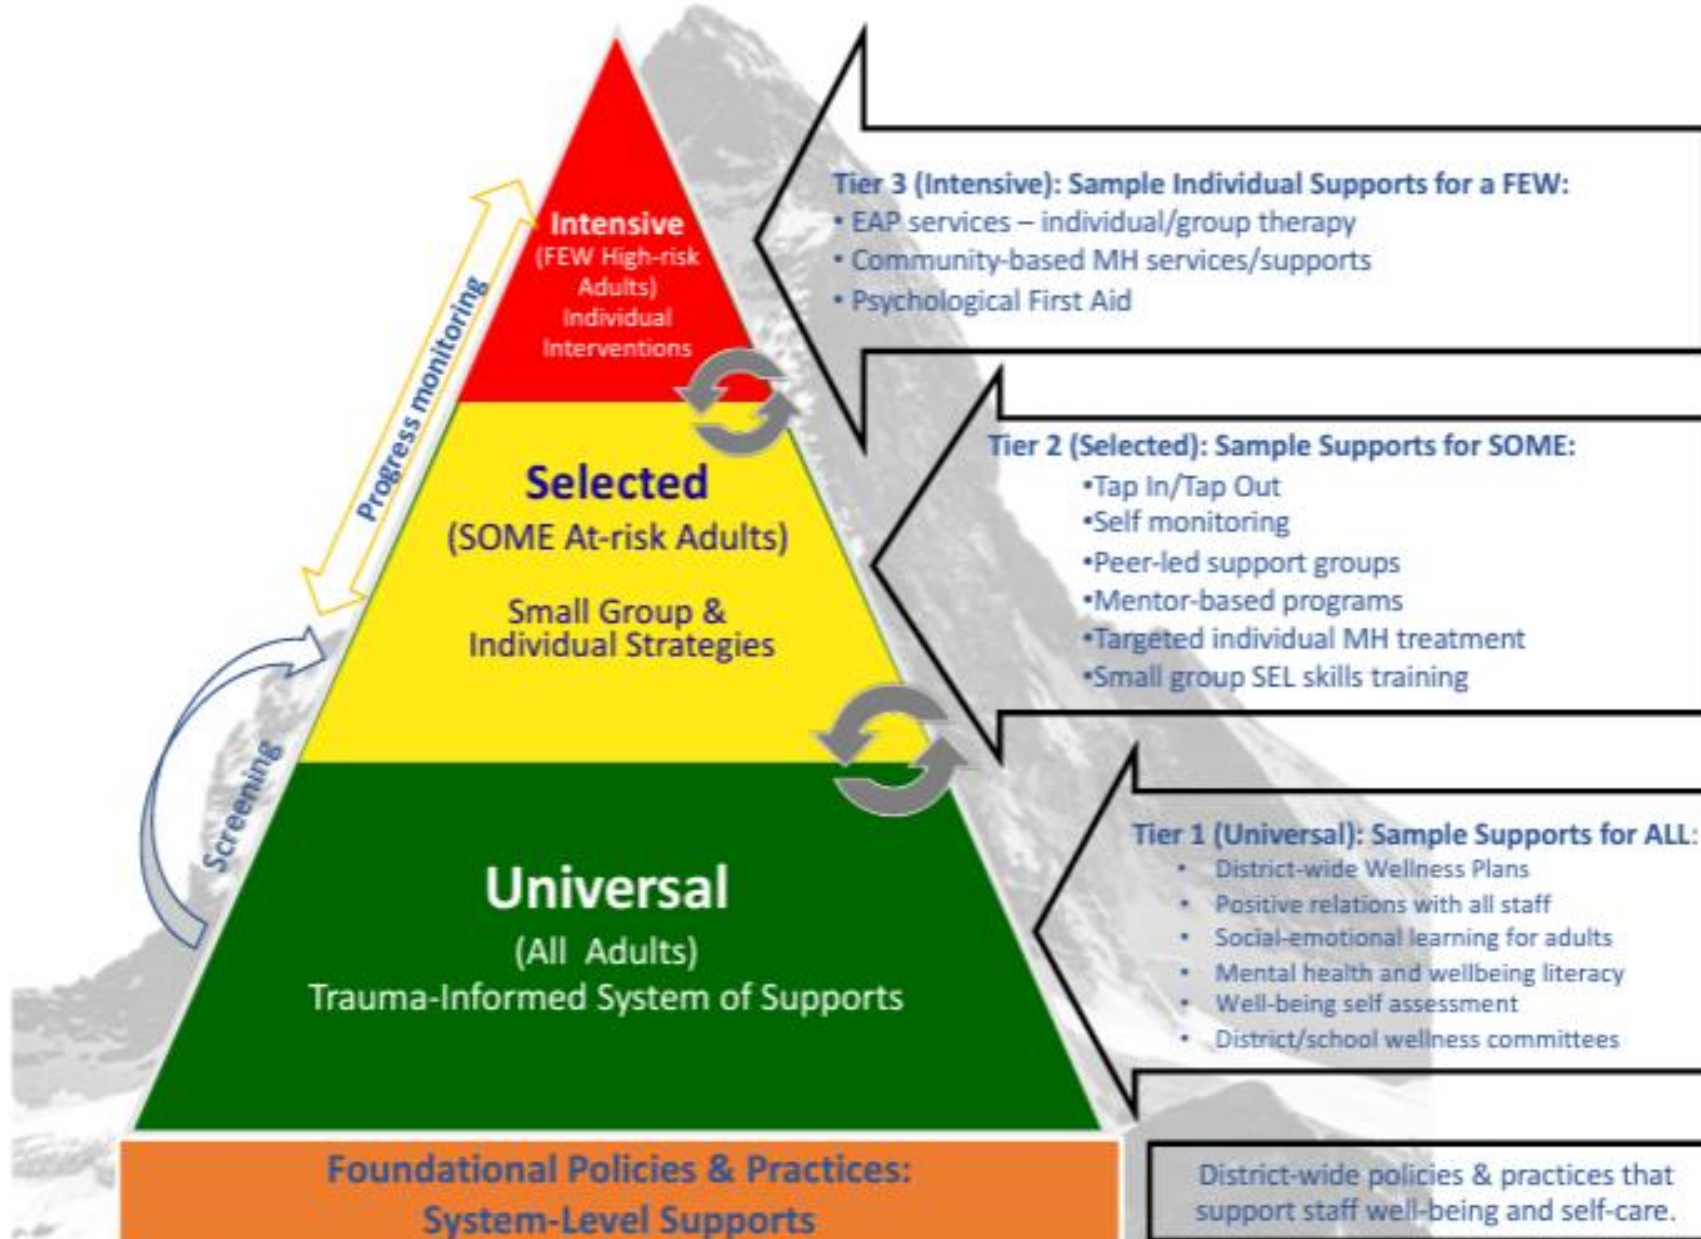 Intensive
(FEW High-risk
Adults)
Individual
Interventions
Progress monitoring
Selected
(SOME At-risk Adults)
Small Group &
Individual Strategies
Screening
Universal
(All Adults)
Trauma-Informed System of Supports
Foundational Policies & Practices:
System-Level Supports
Tier 3 (Intensive): Sample Individual Supports for a FEW:
• EAP services – individual/group therapy
• Community-based MH services/supports
• Psychological First Aid
Tier 2 (Selected): Sample Supports for SOME:
•Tap In/Tap Out
•Self monitoring
•Peer-led support groups
•Mentor-based programs
•Targeted individual MH treatment
•Small group SEL skills training
Tier 1 (Universal): Sample Supports for ALL:
• District-wide Wellness Plans
• Positive relations with all staff
• Social-emotional learning for adults
• Mental health and wellbeing literacy
• Well-being self assessment
• District/school wellness committees
District-wide policies & practices that
support staff well-being and self-care.